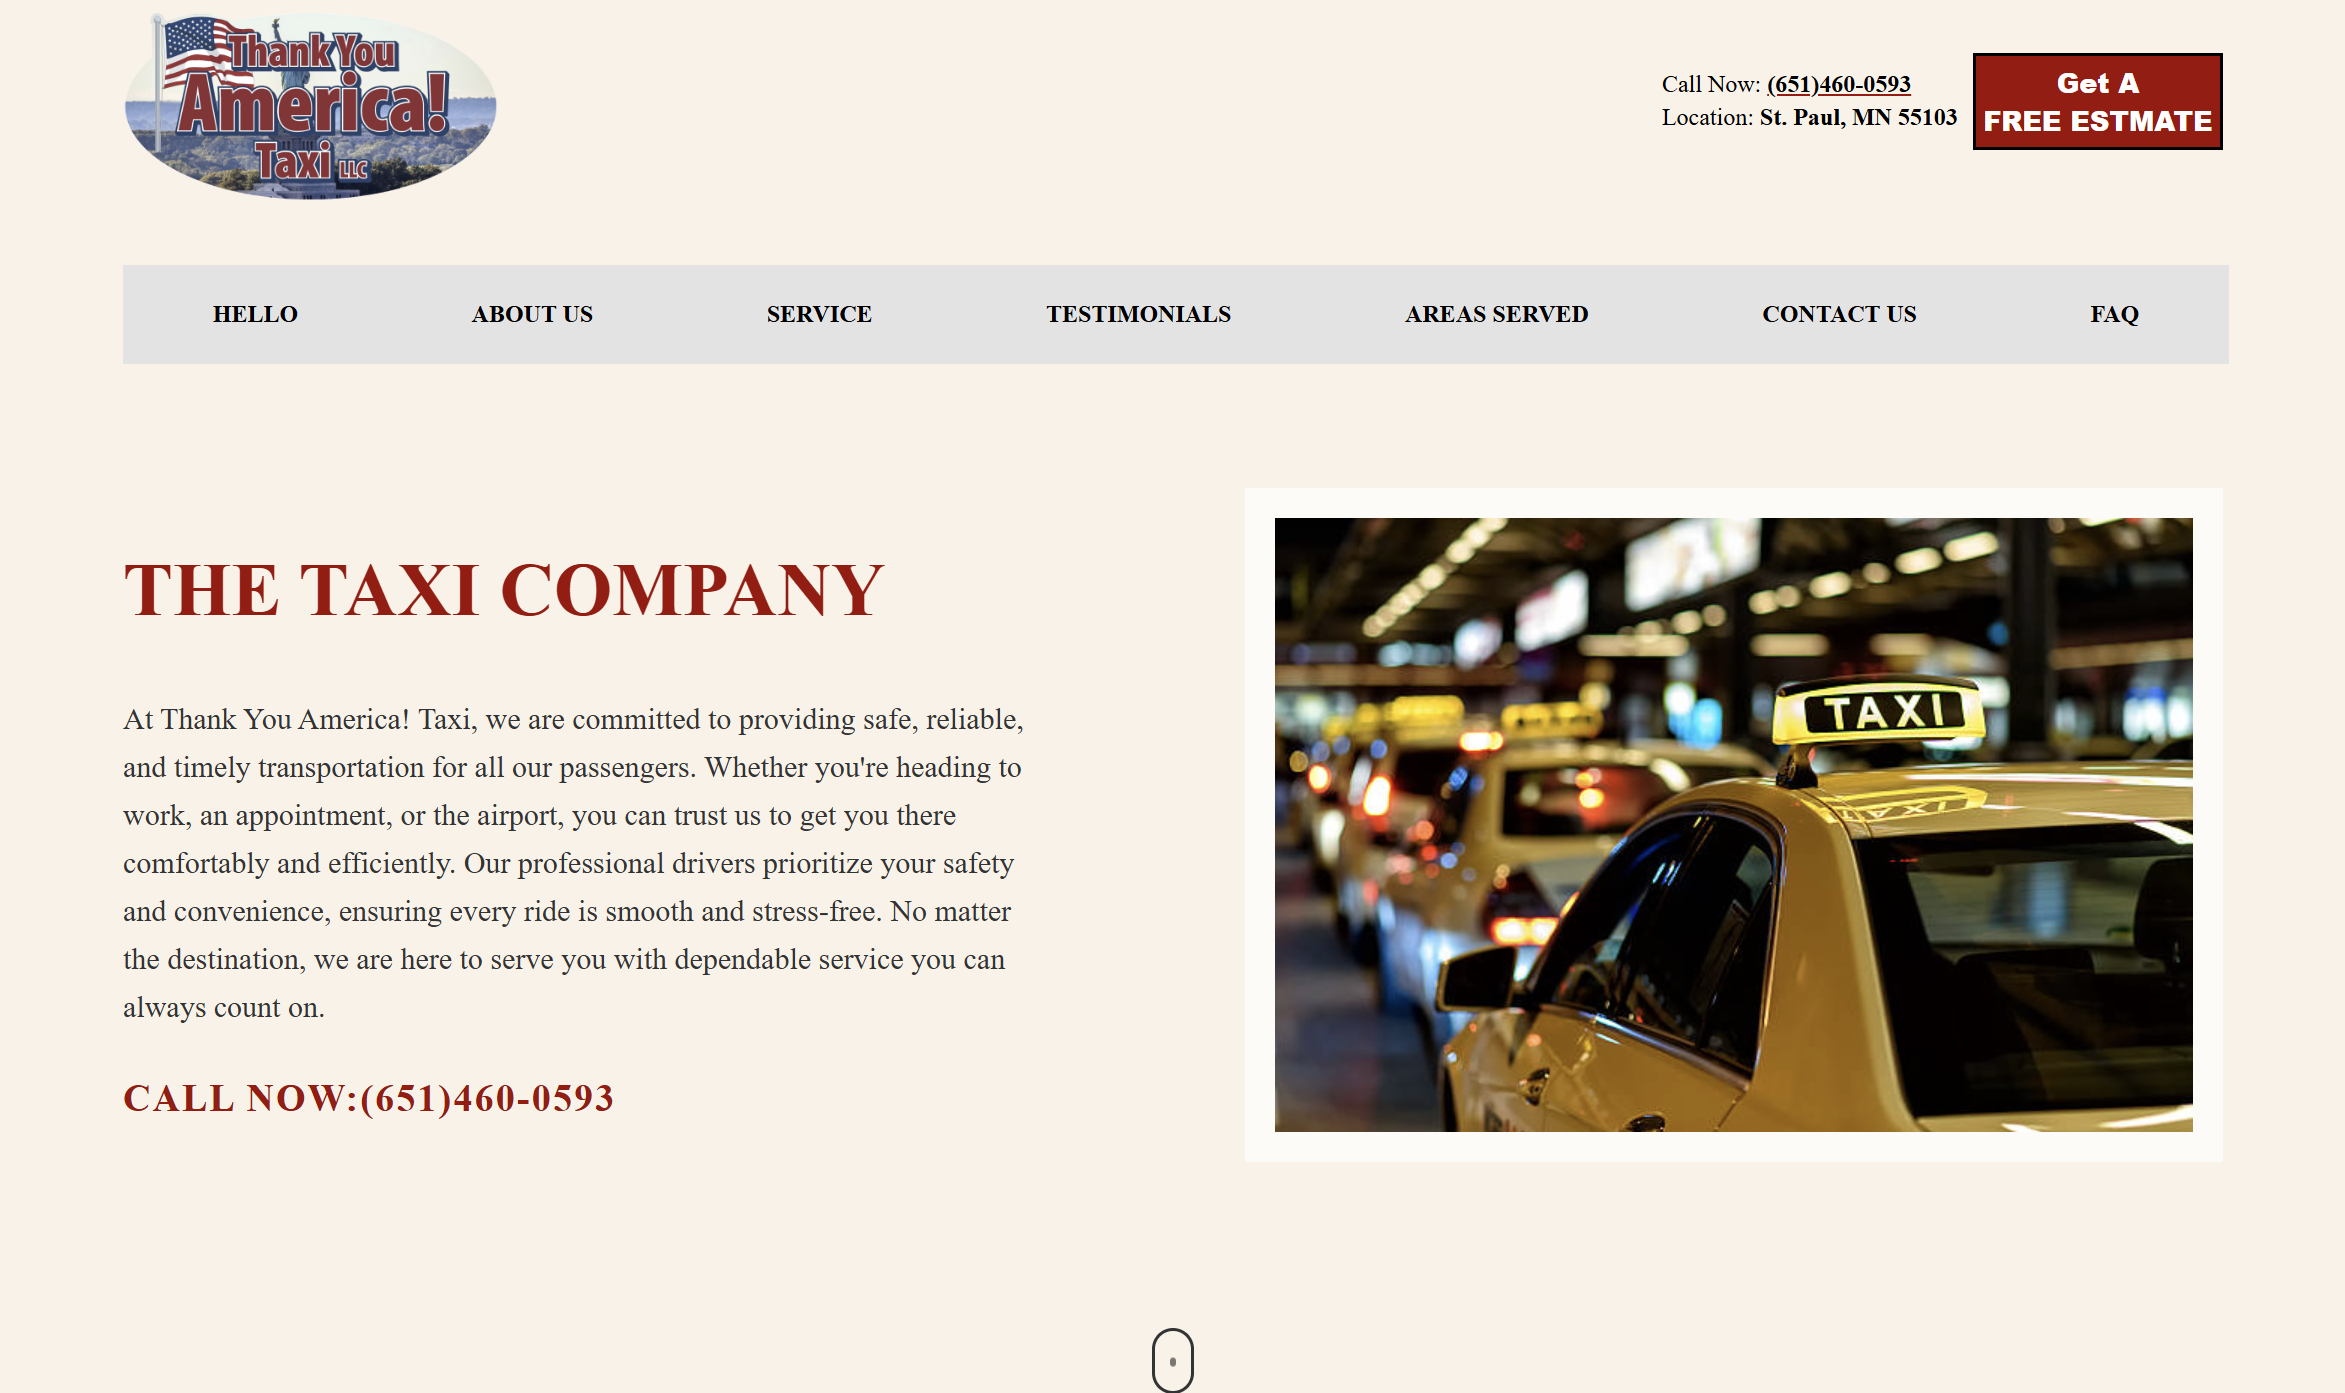 Thank You
America!
Taxi LLC
Call Now: (651)460-0593
Location: St. Paul, MN 55103
Get A
FREE ESTMATE
HELLO
ABOUT US
SERVICE
TESTIMONIALS
AREAS SERVED
CONTACT US
FAQ
THE TAXI COMPANY
At Thank You America! Taxi, we are committed to providing safe, reliable,
and timely transportation for all our passengers. Whether you're heading to
work, an appointment, or the airport, you can trust us to get you there
comfortably and efficiently. Our professional drivers prioritize your safety
and convenience, ensuring every ride is smooth and stress-free. No matter
the destination, we are here to serve you with dependable service you can
always count on.
CALL NOW:(651)460-0593
TAXI